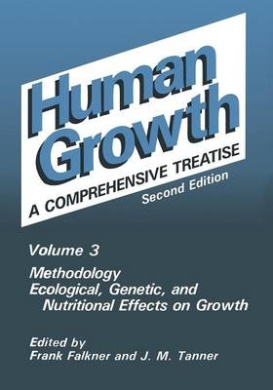 Human
Growth
A COMPREHENSIVE TREATISE
Second Edition
Volume 3
Methodology
Ecological, Genetic, and
Nutritional Effects on Growth
Edited by
Frank Falkner and J. M. Tanner